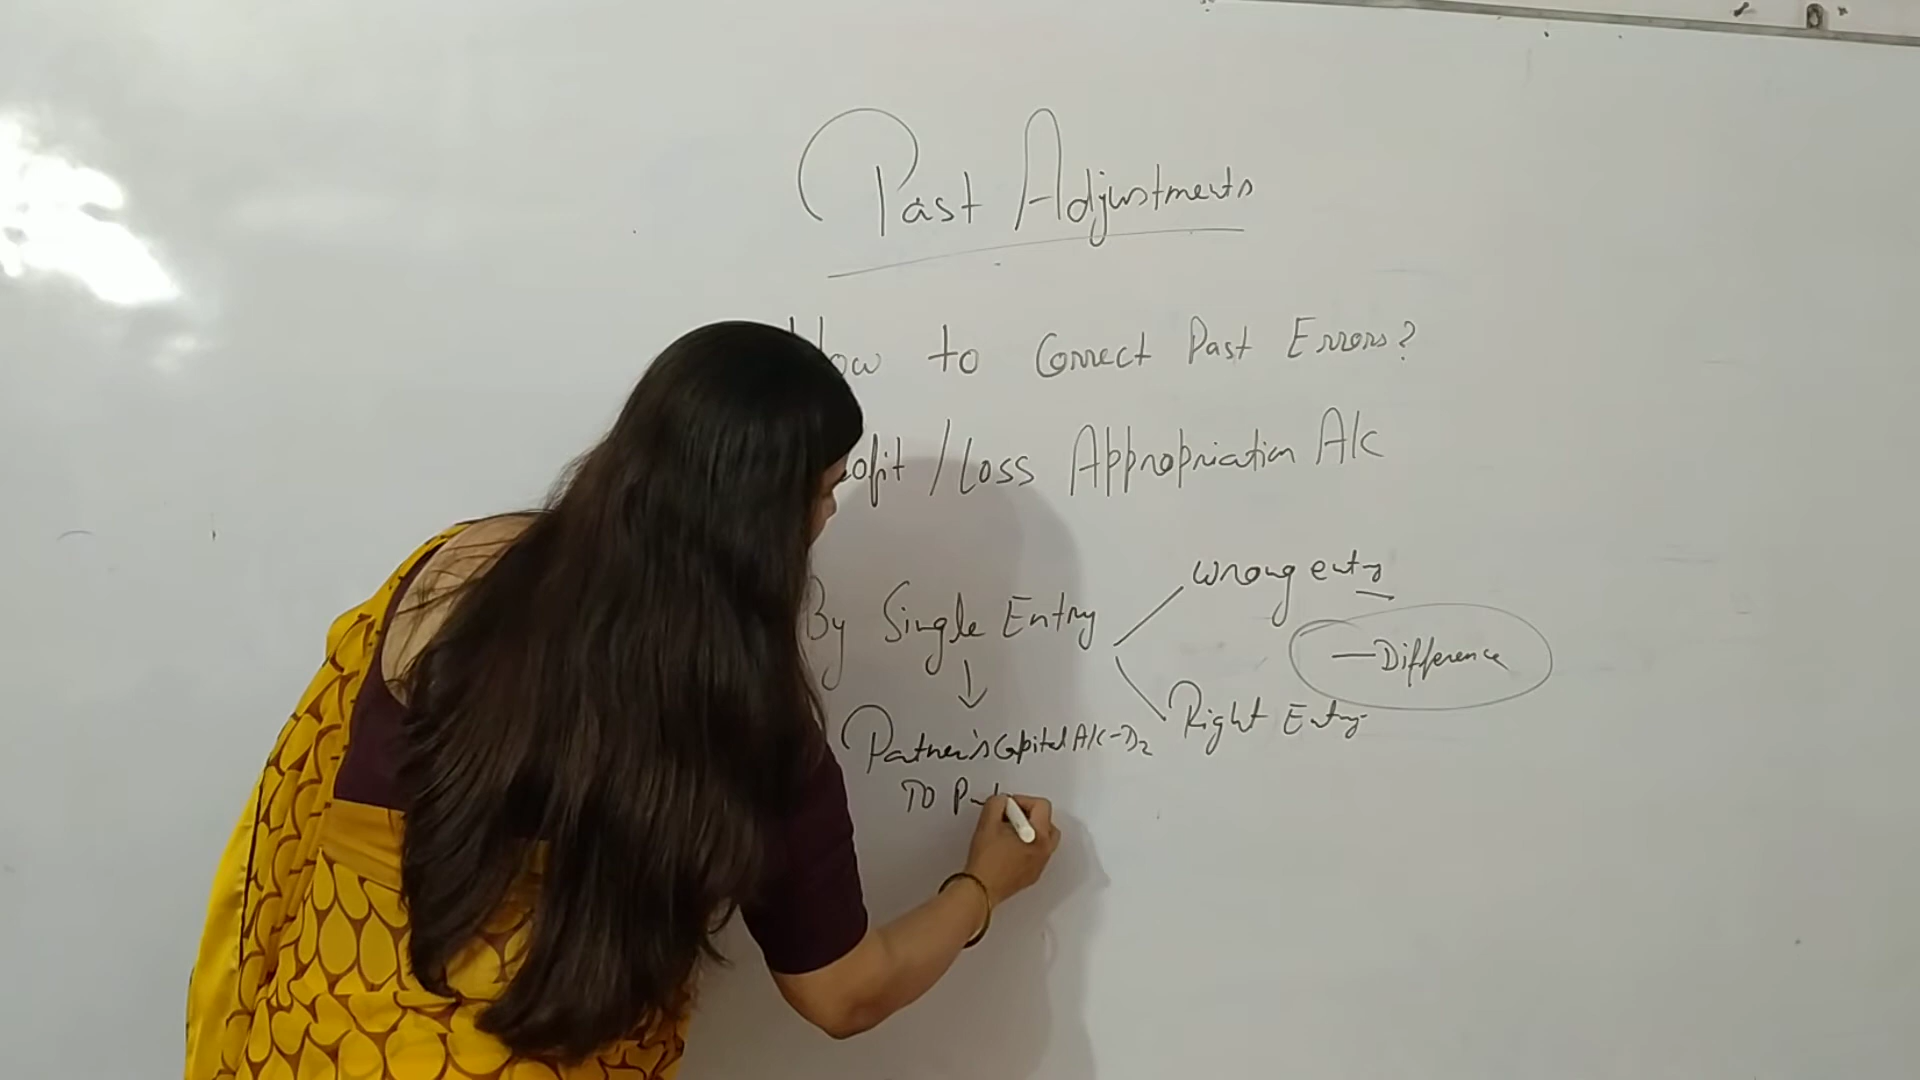 Past Adjustments
How to Correct Past Errors?
ofit / Loss Appropriation A/c
Wrong entry
By Single Entry
— Difference
Right Entry
Partner's Capital A/c - Dr
To